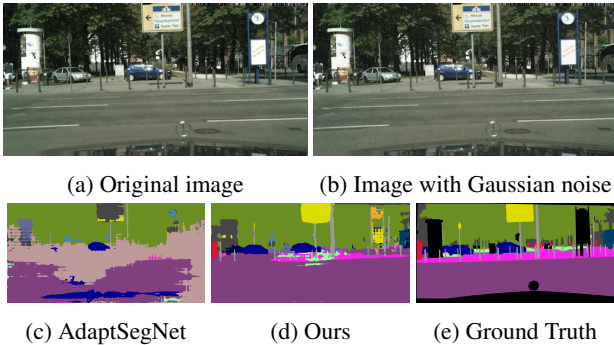 (a) Original image
(b) Image with Gaussian noise
(c) AdaptSegNet
(d) Ours
(e) Ground Truth